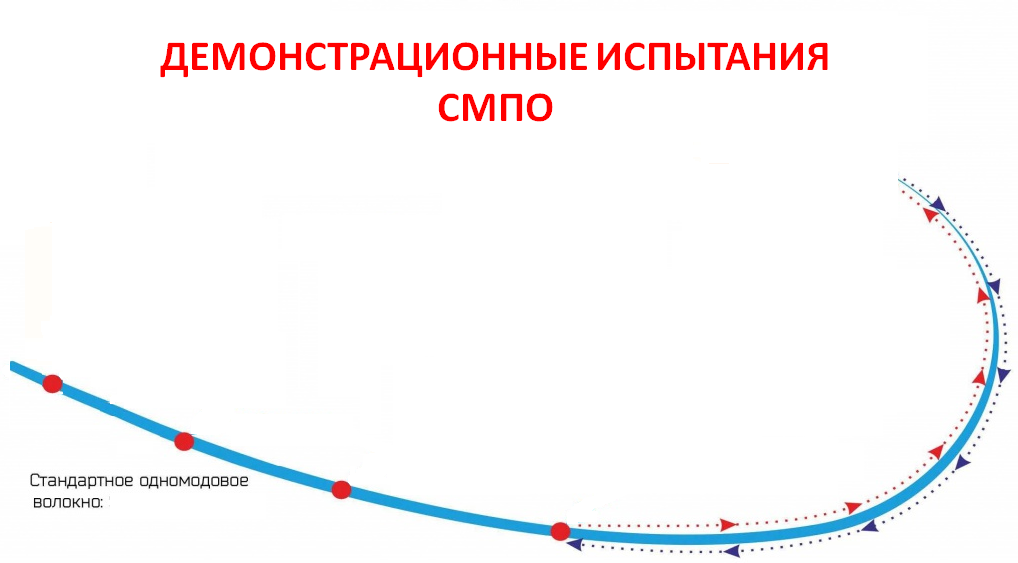 ДЕМОНСТРАЦИОННЫЕ ИСПЫТАНИЯ
СМПО
Стандартное одномодовое
волокно: